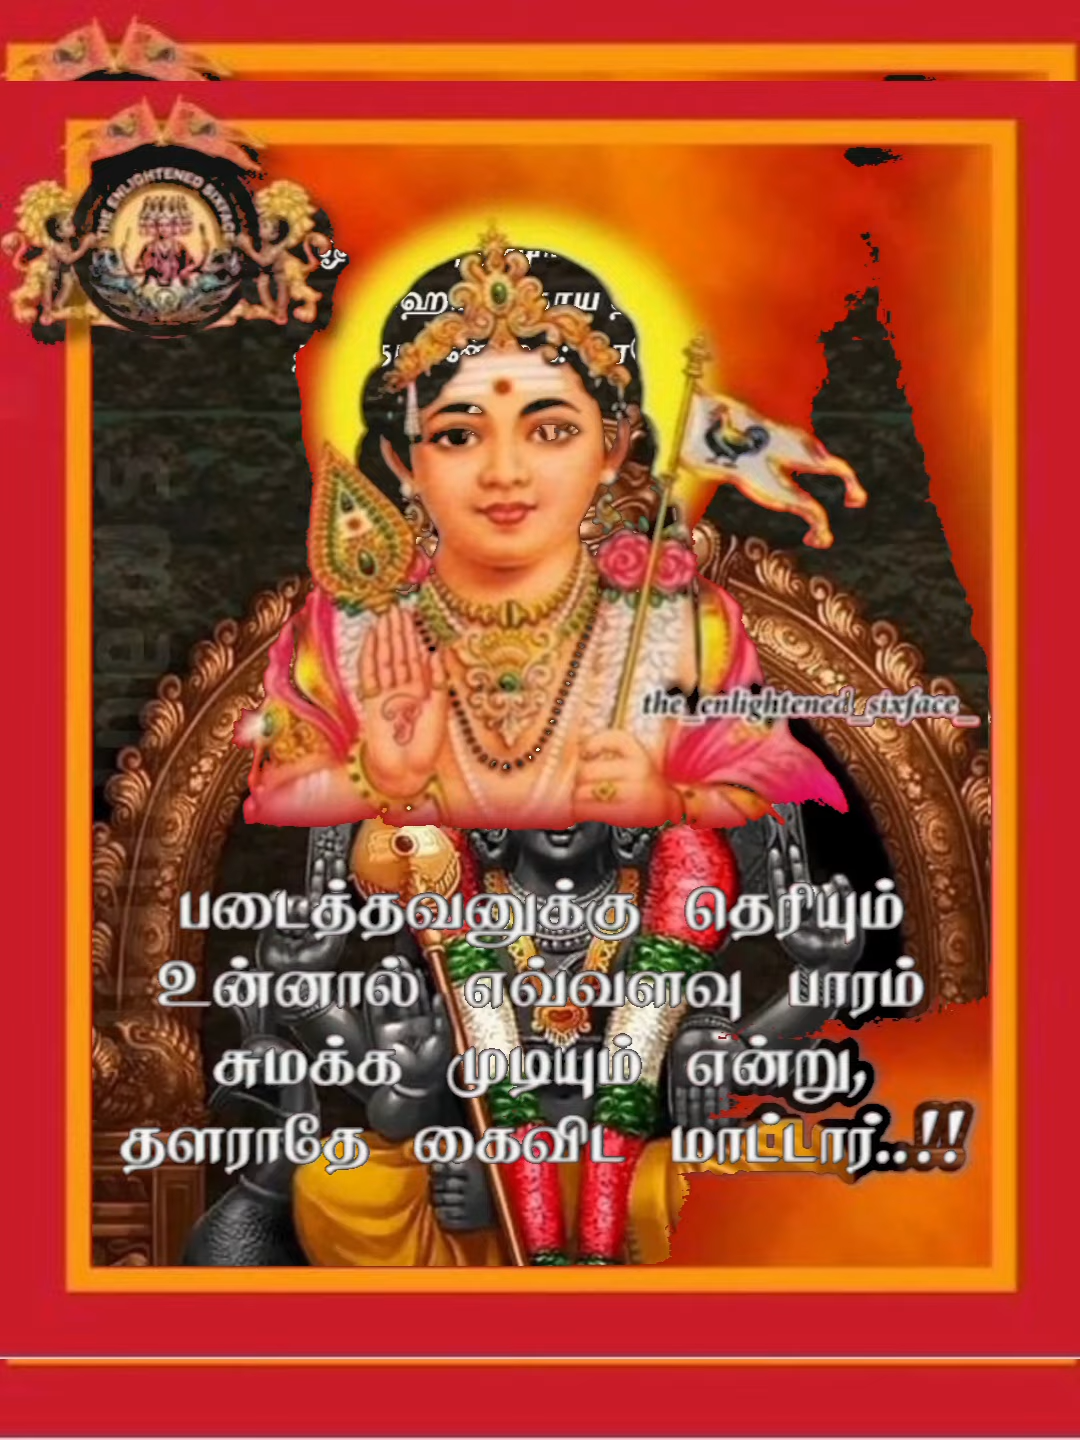 THE ENLIGHTENED SIXFACE
the_enlightened_sixface_
படைத்தவனுக்கு தெரியும்
உன்னால் எவ்வளவு பாரம்
சுமக்க முடியும் என்று,
தளராதே கைவிட மாட்டார்..!!